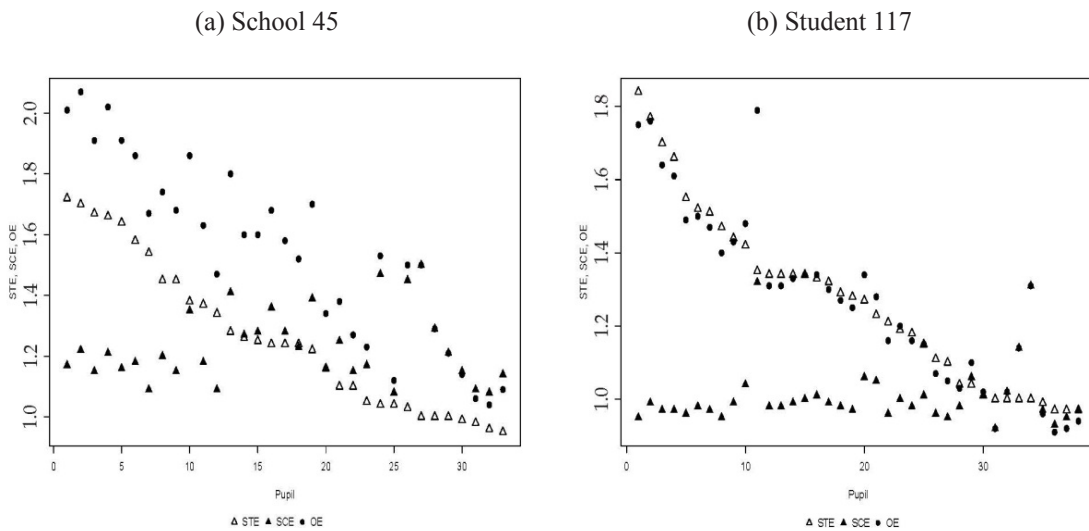 (a) School 45
(b) Student 117
STE, SCE, OE
2.0
1.8
1.6
1.4
1.2
1.0
0 5 10 15 20 25 30
Pupil
△ STE ▲ SCE ● OE
STE, SCE, OE
1.8
1.6
1.4
1.2
1.0
0 10 20 30
Pupil
△ STE ▲ SCE ● OE